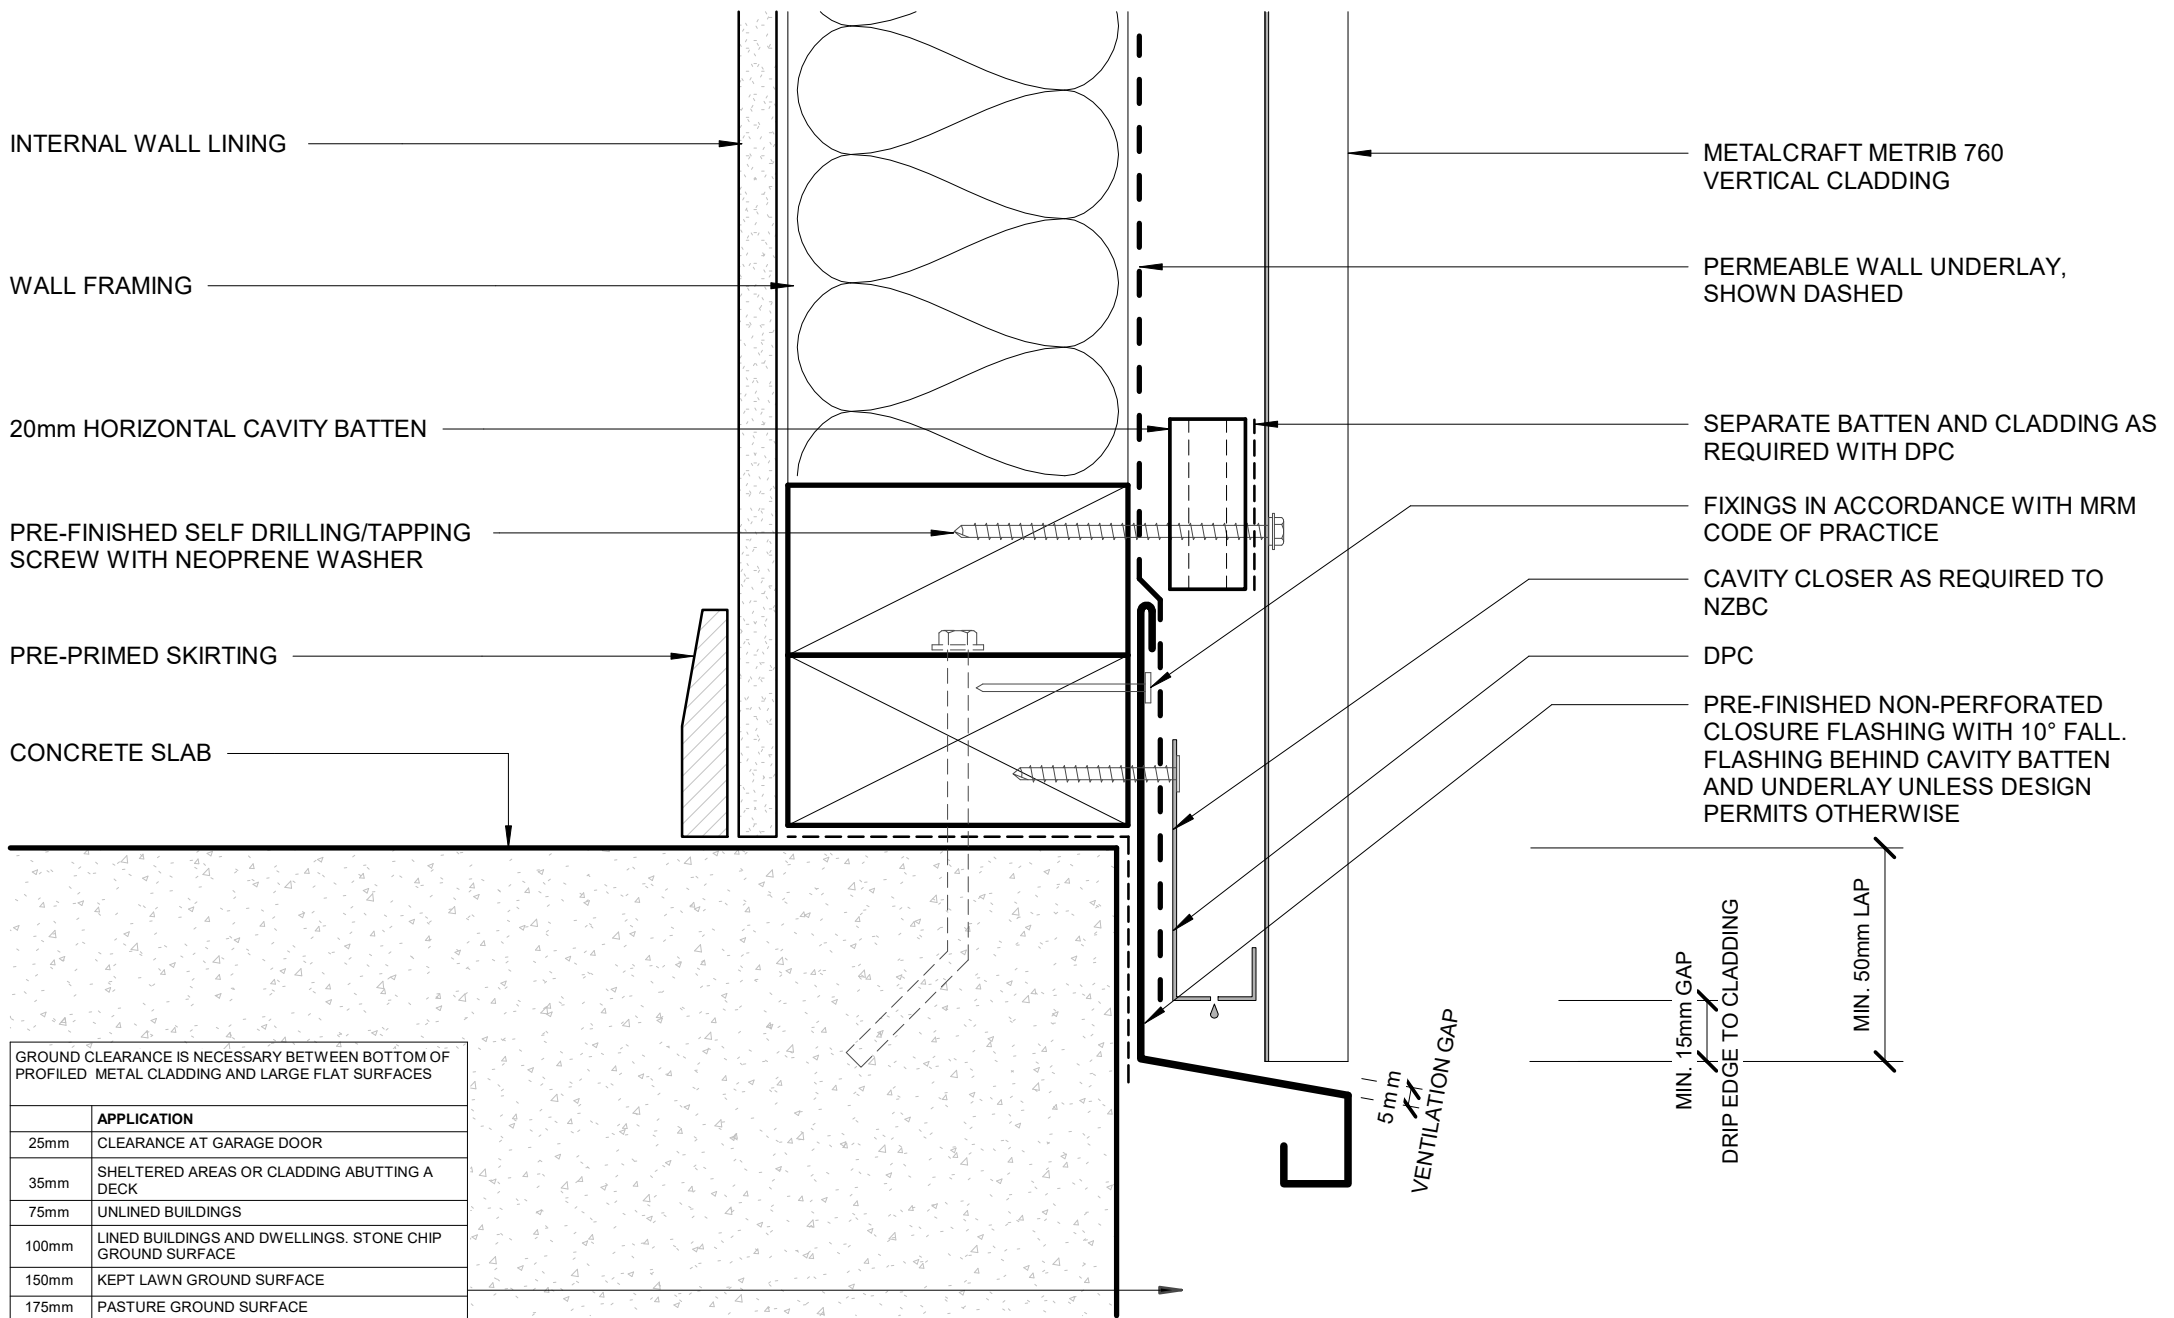 INTERNAL WALL LINING
WALL FRAMING
20mm HORIZONTAL CAVITY BATTEN
PRE-FINISHED SELF DRILLING/TAPPING
SCREW WITH NEOPRENE WASHER
PRE-PRIMED SKIRTING
CONCRETE SLAB
METALCRAFT METRIB 760
VERTICAL CLADDING
PERMEABLE WALL UNDERLAY,
SHOWN DASHED
SEPARATE BATTEN AND CLADDING AS
REQUIRED WITH DPC
FIXINGS IN ACCORDANCE WITH MRM
CODE OF PRACTICE
CAVITY CLOSER AS REQUIRED TO
NZBC
DPC
PRE-FINISHED NON-PERFORATED
CLOSURE FLASHING WITH 10° FALL.
FLASHING BEHIND CAVITY BATTEN
AND UNDERLAY UNLESS DESIGN
PERMITS OTHERWISE
5mm
VENTILATION GAP
MIN. 15mm GAP
DRIP EDGE TO CLADDING
MIN. 50mm LAP
GROUND CLEARANCE IS NECESSARY BETWEEN BOTTOM OF
PROFILED METAL CLADDING AND LARGE FLAT SURFACES
APPLICATION
25mm CLEARANCE AT GARAGE DOOR
35mm SHELTERED AREAS OR CLADDING ABUTTING A
DECK
75mm UNLINED BUILDINGS
100mm LINED BUILDINGS AND DWELLINGS. STONE CHIP
GROUND SURFACE
150mm KEPT LAWN GROUND SURFACE
175mm PASTURE GROUND SURFACE